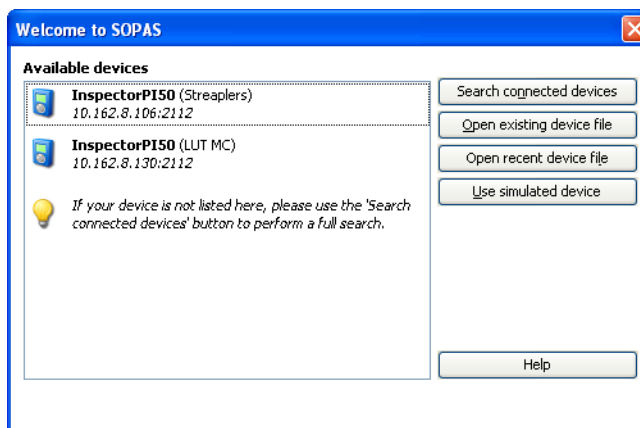 Welcome to SOPAS
Available devices
InspectorPI50 (Streaplers)
10.162.8.106:2112
InspectorPI50 (LUT MC)
10.162.8.130:2112
If your device is not listed here, please use the 'Search
connected devices' button to perform a full search.
Search connected devices
Open existing device file
Open recent device file
Use simulated device
Help